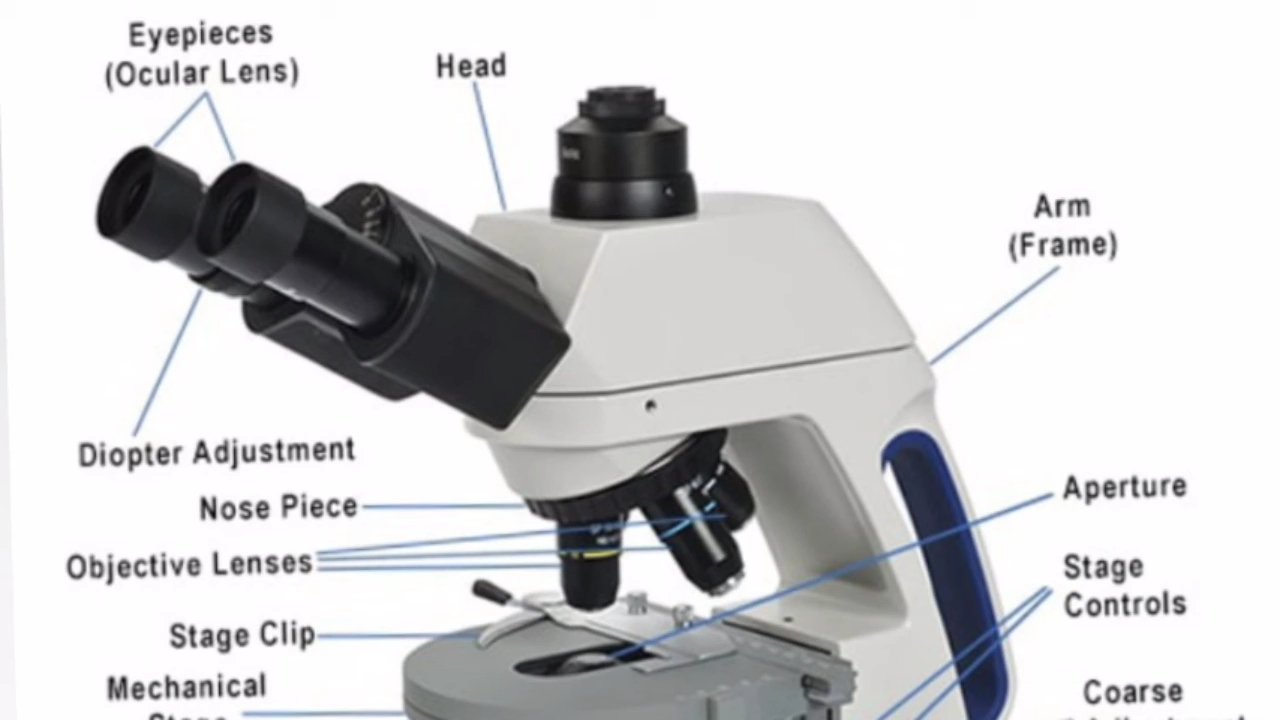 Eyepieces
(Ocular Lens)
Head
Arm
(Frame)
Diopter Adjustment
Nose Piece
Aperture
Objective Lenses
Stage
Controls
Stage Clip
Mechanical
Stage
Coarse